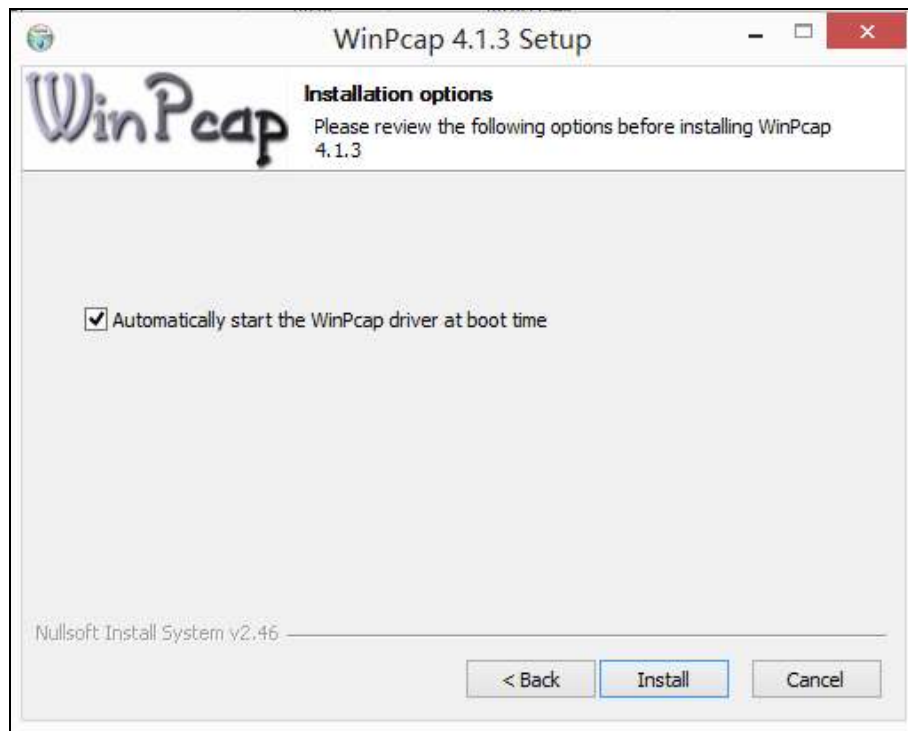 WinPcap 4.1.3 Setup
WinPcap
Installation options
Please review the following options before installing WinPcap
4.1.3
Automatically start the WinPcap driver at boot time
Nullsoft Install System v2.46
< Back
Install
Cancel